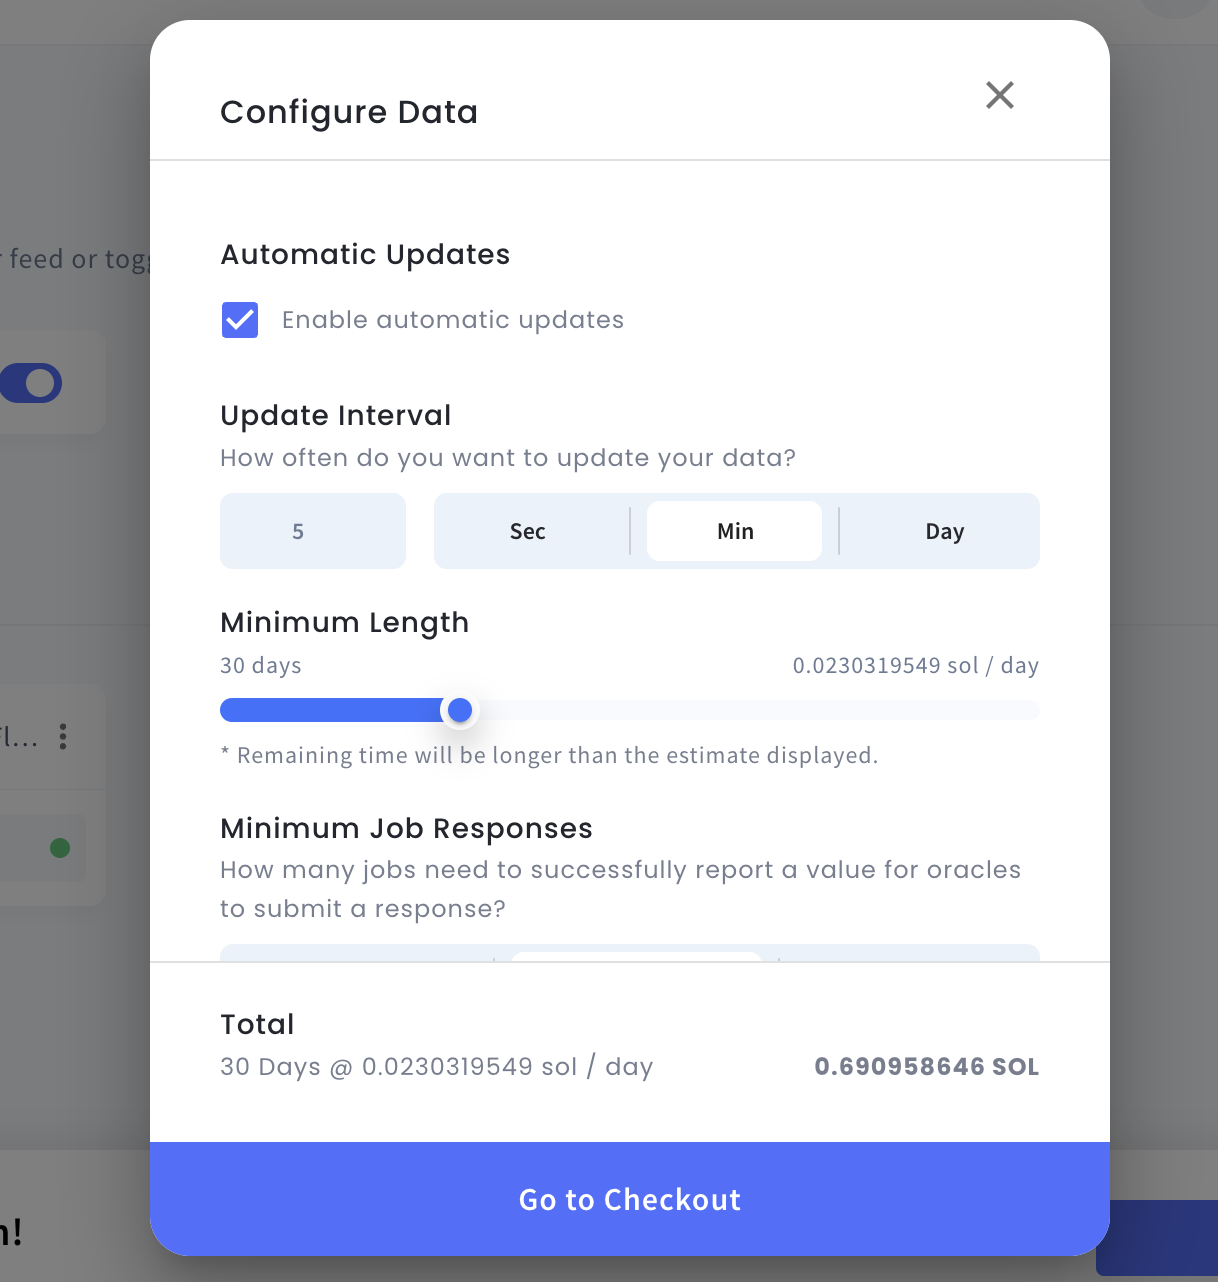 Configure Data
feed or togg
Automatic Updates
Enable automatic updates
Update Interval
How often do you want to update your data?
5 Sec Min Day
Minimum Length
30 days 0.0230319549 sol / day
* Remaining time will be longer than the estimate displayed.
Minimum Job Responses
How many jobs need to successfully report a value for oracles
to submit a response?
Total
30 Days @ 0.0230319549 sol / day 0.690958646 SOL
Go to Checkout